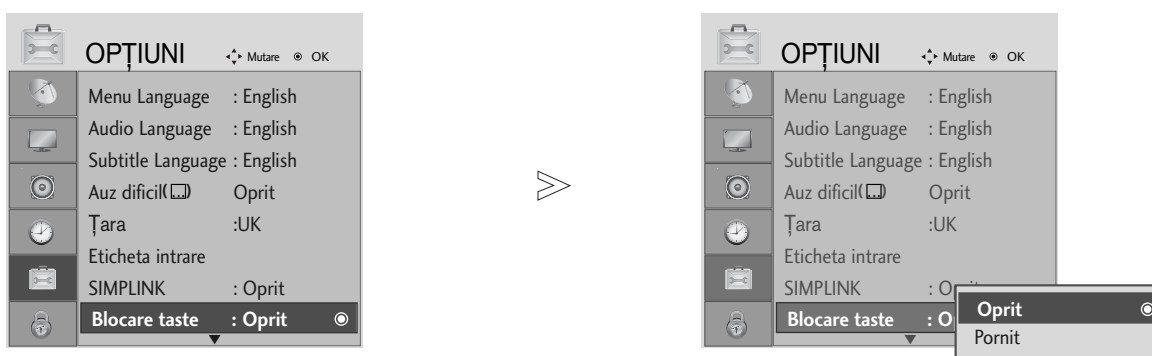 OPȚIUNI Mutare OK
Menu Language : English
Audio Language : English
Subtitle Language : English
Auz dificil( ) Oprit
Țara :UK
Eticheta intrare
SIMPLINK : Oprit
Blocare taste : Oprit
OPȚIUNI Mutare OK
Menu Language : English
Audio Language : English
Subtitle Language : English
Auz dificil( ) Oprit
Țara :UK
Eticheta intrare
SIMPLINK
Blocare taste
Oprit
Pornit